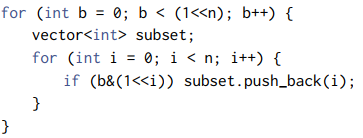 for (int b = 0; b < (1<<n); b++) {
    vector<int> subset;
    for (int i = 0; i < n; i++) {
        if (b&(1<<i)) subset.push_back(i);
    }
}